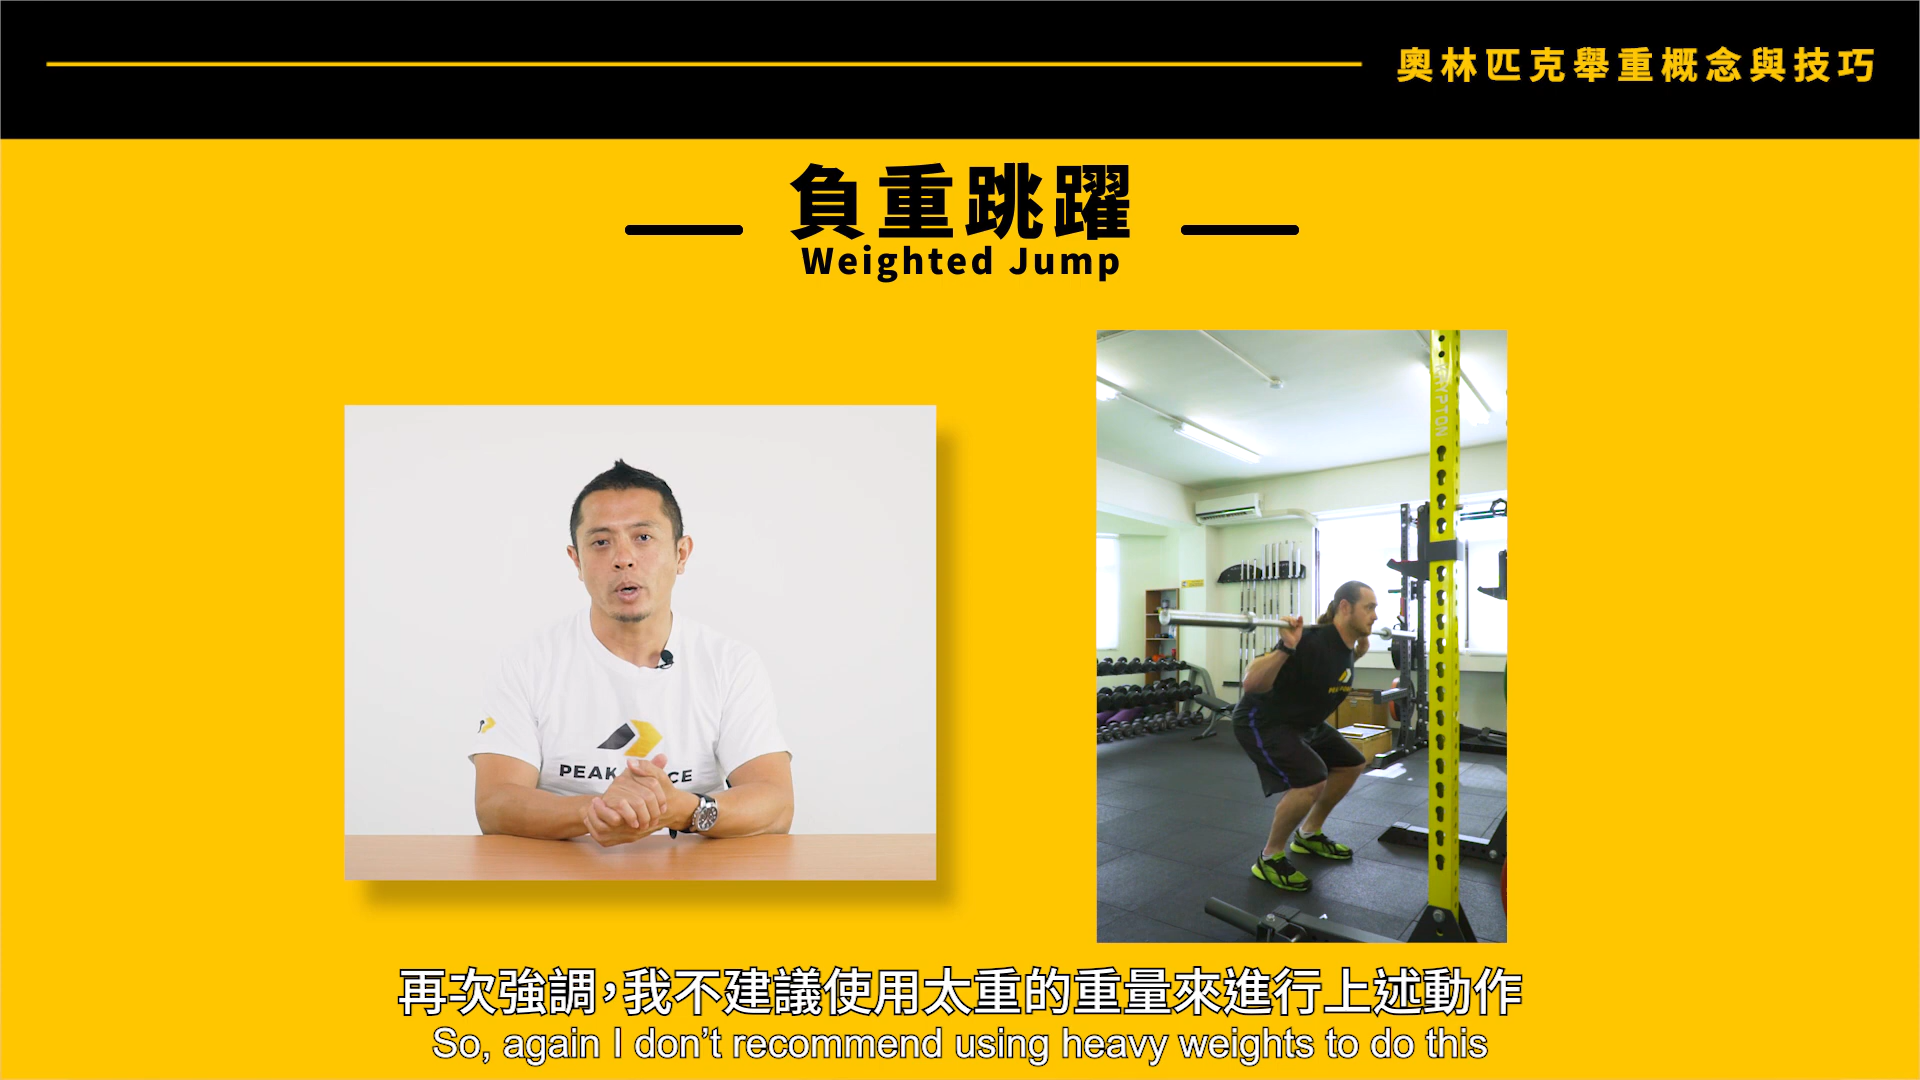 奧林匹克舉重概念與技巧
負重跳躍
Weighted Jump
PEAK
CE
再次強調，我不建議使用太重的重量來進行上述動作
So, again I don't recommend using heavy weights to do this